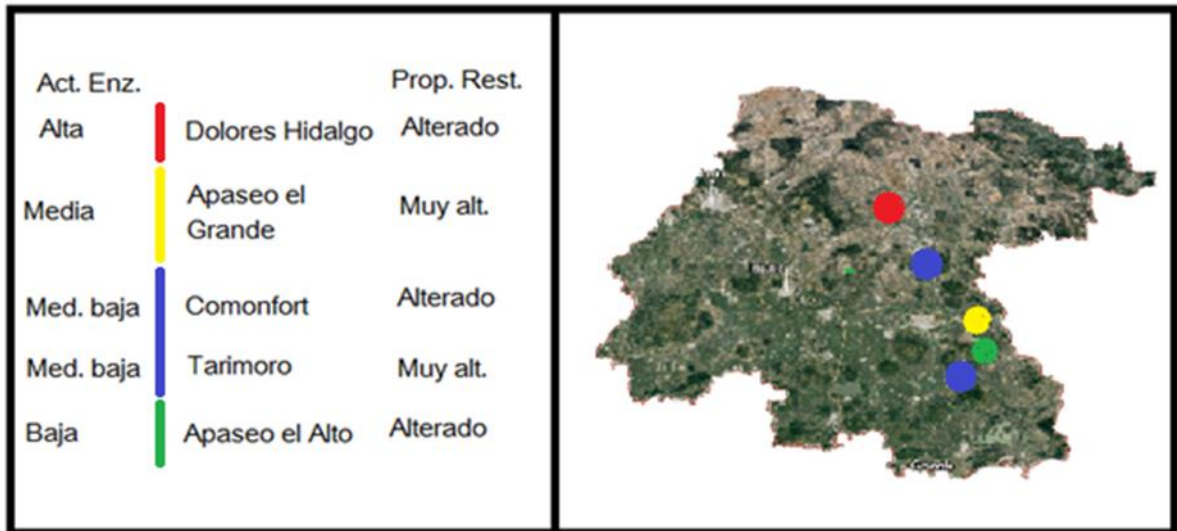 Act. Enz. Prop. Rest.
Alta Dolores Hidalgo Alterado
Media Apaseo el Grande Muy alt.
Med. baja Comonfort Alterado
Med. baja Tarimoro Muy alt.
Baja Apaseo el Alto Alterado